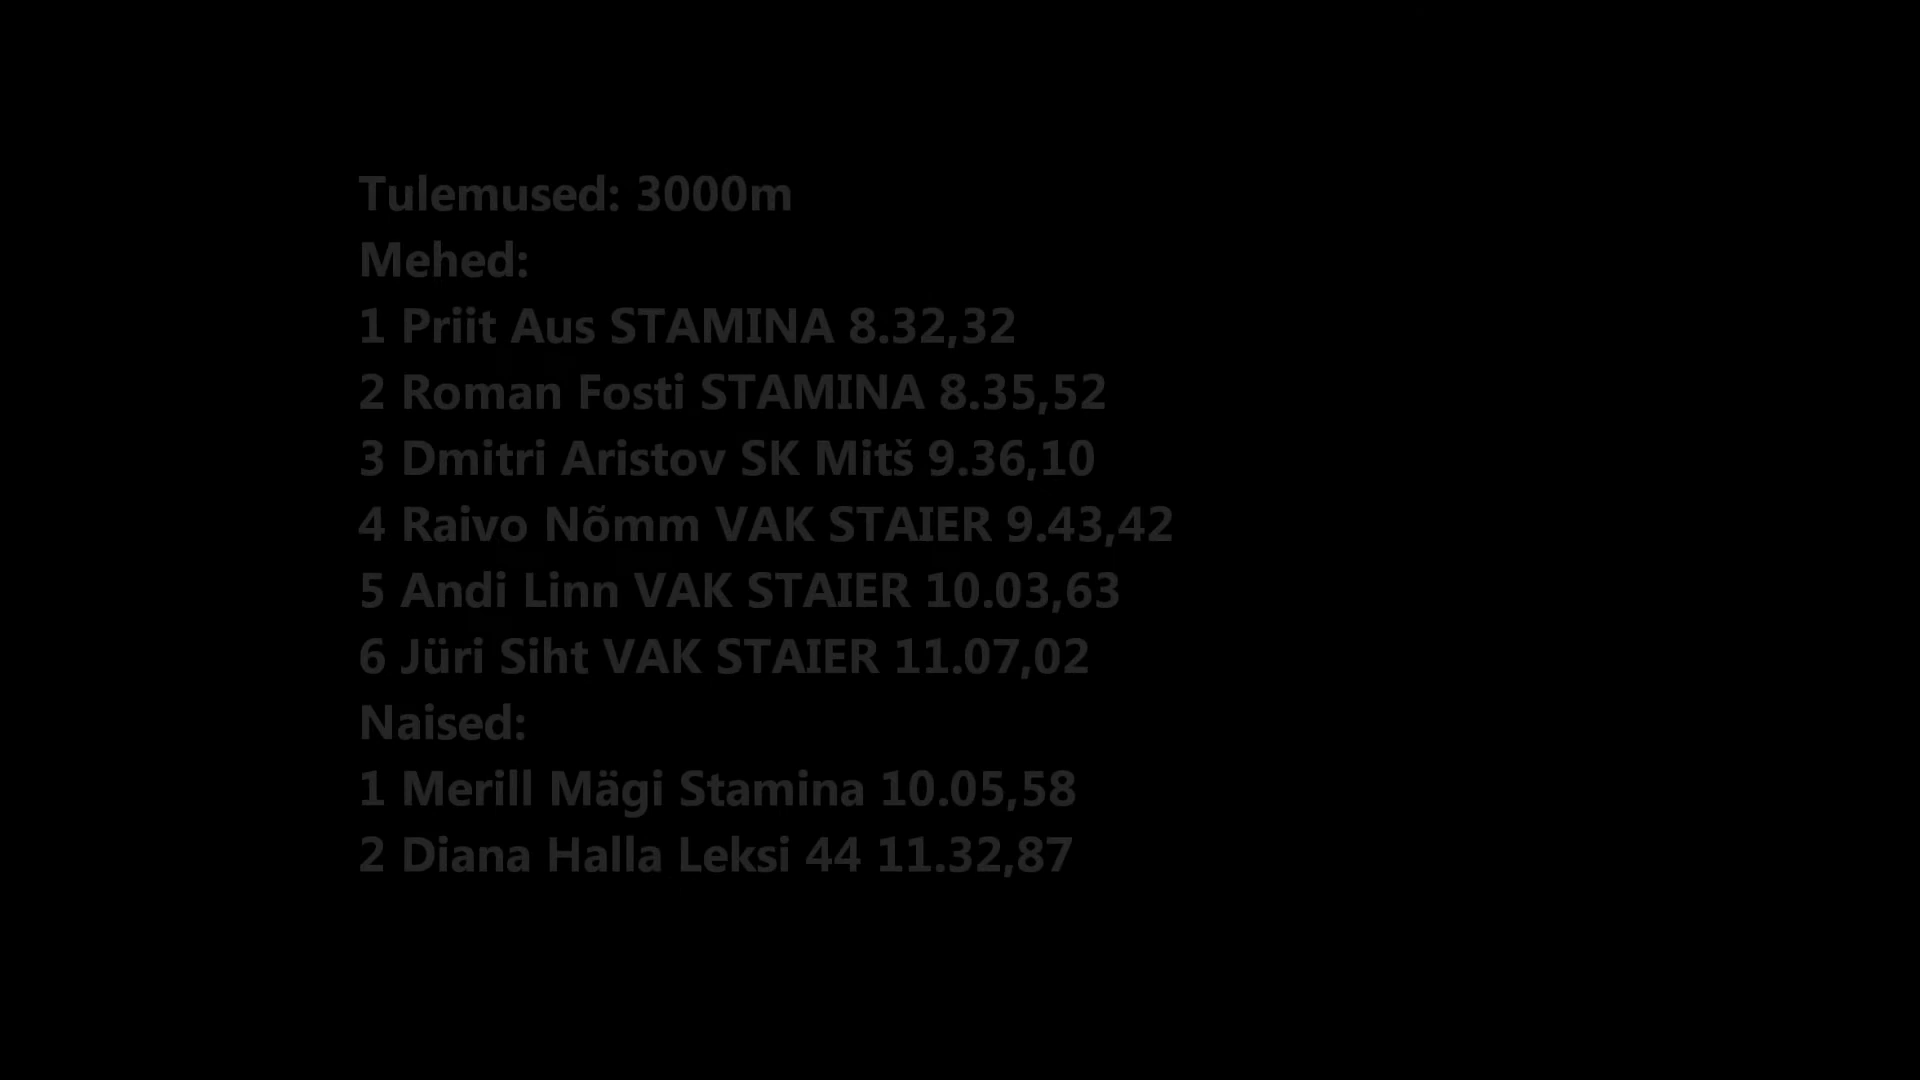 Tulemused: 3000m
Mehed:
1 Priit Aus STAMINA 8.32,32
2 Roman Fosti STAMINA 8.35,52
3 Dmitri Aristov SK Mitš 9.36,10
4 Raivo Nõmm VAK STAIER 9.43,42
5 Andi Linn VAK STAIER 10.03,63
6 Jüri Siht VAK STAIER 11.07,02
Naised:
1 Merill Mägi Stamina 10.05,58
2 Diana Halla Leksi 44 11.32,87